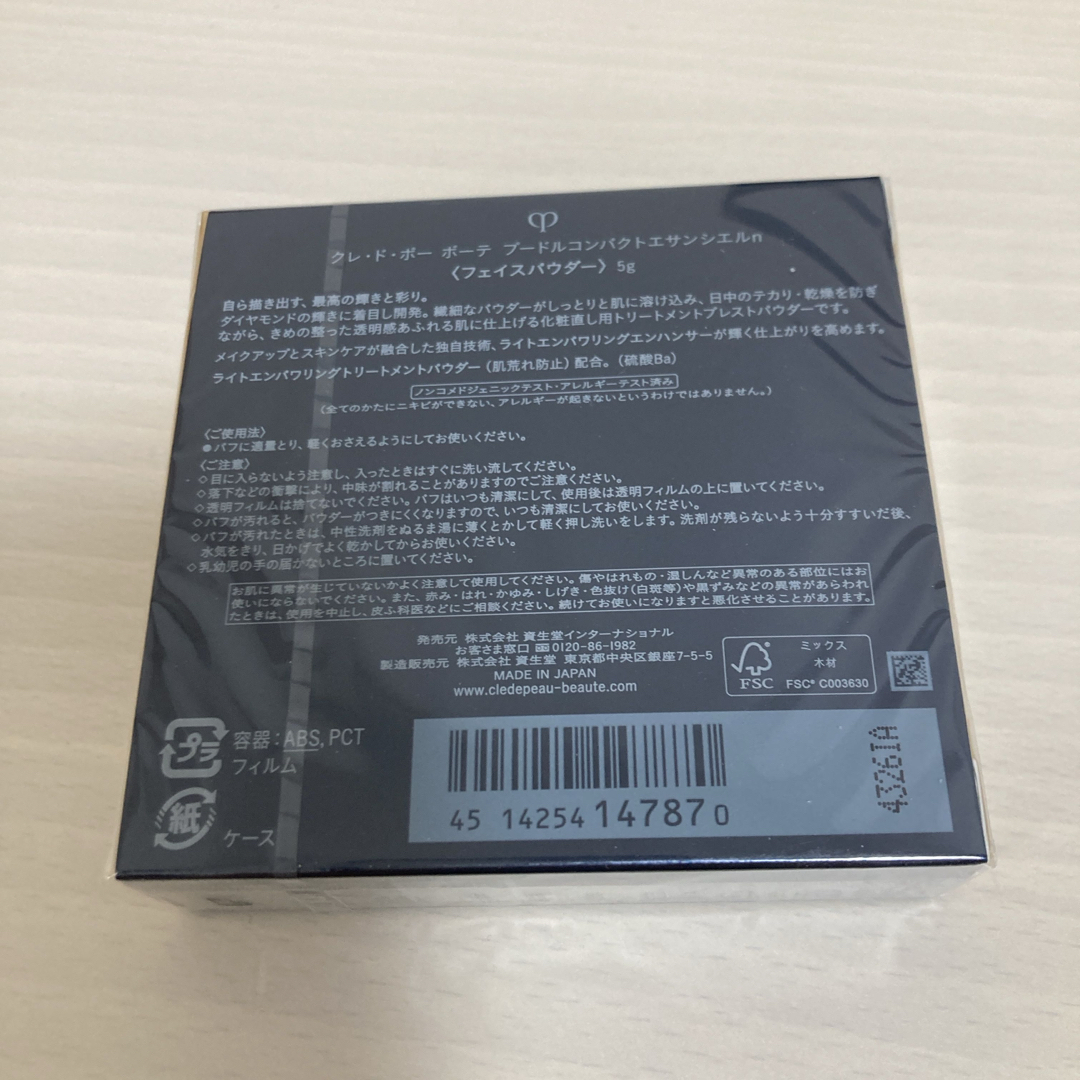 クレ・ド・ポー ボーテ プードルコンパクトエサンシエルn
〈フェイスパウダー〉5g
自ら描き出す、最高の輝きと彩り。
ダイヤモンドの輝きに着目し開発。繊細なパウダーがしっとりと肌に溶け込み、日中のテカリ・乾燥を防ぎ
ながら、きめの整った透明感あふれる肌に仕上げる化粧直し用トリートメントプレストパウダーです。
メイクアップとスキンケアが融合した独自技術、ライトエンパワリングエンハンサーが輝く仕上がりを高めます。
ライトエンパワリングトリートメントパウダー（肌荒れ防止）配合。（硫酸Ba）
ノンコメドジェニックテスト・アレルギーテスト済み
（全てのかたにニキビができない、アレルギーが起きないというわけではありません。）
〈ご使用法〉
●パフに適量とり、軽くおさえるようにしてお使いください。
〈ご注意〉
◇目に入らないよう注意し、入ったときはすぐに洗い流してください。
◇落下などの衝撃により、中味が割れることがありますのでご注意ください。
◇透明フィルムは捨てないでください。パフはいつも清潔にして、使用後は透明フィルムの上に置いてください。
◇パフが汚れると、パウダーがつきにくくなりますので、いつも清潔にしてお使いください。
◇パフが汚れたときは、中性洗剤をぬるま湯に薄くとかして軽く押し洗いをします。洗剤が残らないよう十分すすいだ後、
水気をきり、日かげでよく乾かしてからお使いください。
◇乳幼児の手の届かないところに置いてください。
お肌に異常が生じていないかよく注意して使用してください。傷やはれもの・湿しんなど異常のある部位にはお
使いにならないでください。また、赤み・はれ・かゆみ・しげき・色抜け(白斑等)や黒ずみなどの異常があらわれ
たときは、使用を中止し、皮ふ科医などにご相談ください。続けてお使いになりますと悪化させることがあります。
発売元 株式会社 資生堂インターナショナル
お客さま窓口 0120-86-1982
製造販売元 株式会社 資生堂 東京都中央区銀座7-5-5
MADE IN JAPAN
www.cledepeau-beaute.com
FSC
ミックス
木材
FSC® C003630
プラ
容器：ABS, PCT
フィルム
紙
ケース
45 14254 14787 0
43261A